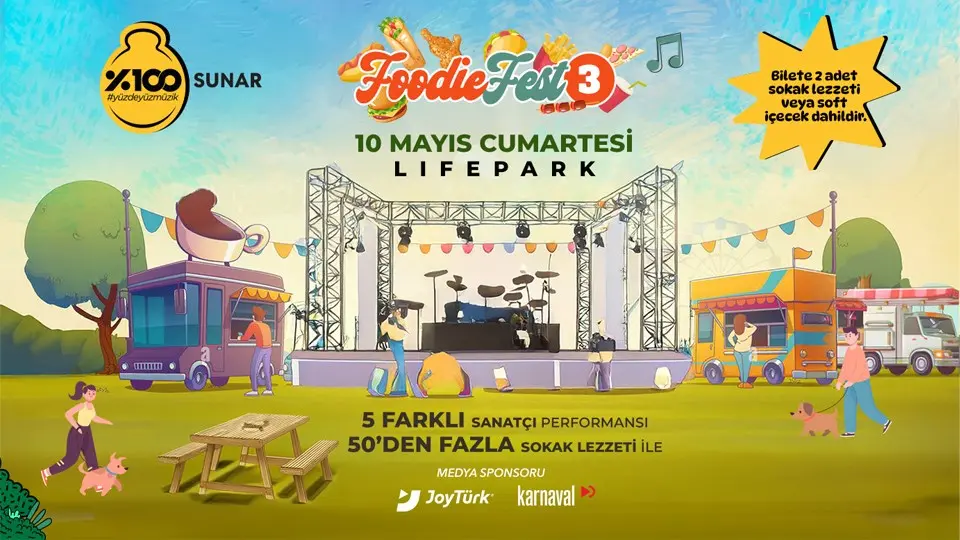 %100
#yüzdeyüzmüzik
SUNAR
FoodieFest 3
Bilete 2 adet
sokak lezzeti
veya soft
içecek dahildir.
10 MAYIS CUMARTESİ
LIFEPARK
a
5 FARKLI SANATÇI PERFORMANSI
50'DEN FAZLA SOKAK LEZZETİ İLE
MEDYA SPONSORU
JoyTürk
karnaval